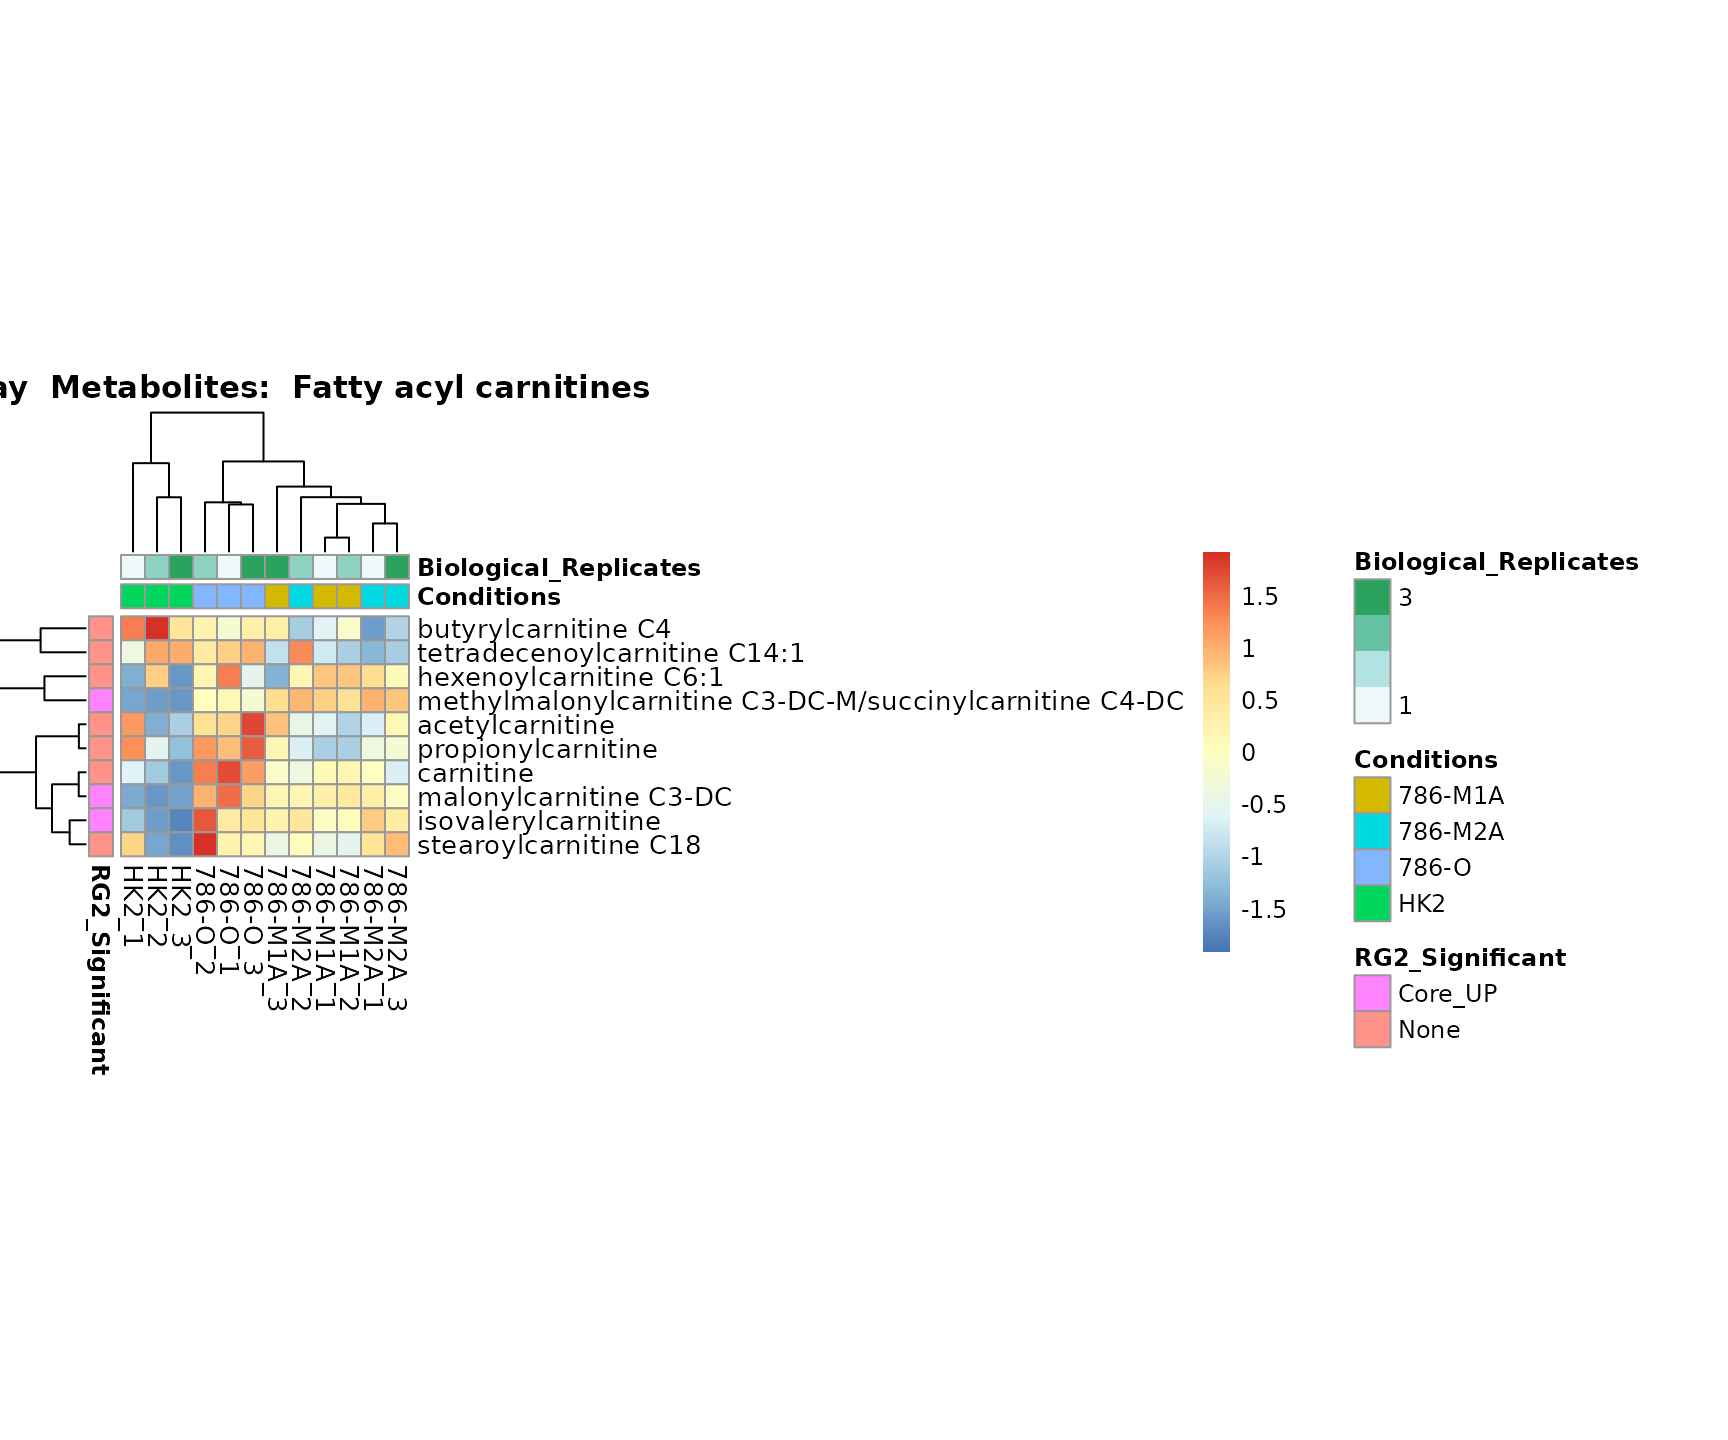 ay Metabolites: Fatty acyl carnitines
Biological_Replicates
Conditions
butyrylcarnitine C4
tetradecenoylcarnitine C14:1
hexenoylcarnitine C6:1
methylmalonylcarnitine C3-DC-M/succinylcarnitine C4-DC
acetylcarnitine
propionylcarnitine
carnitine
malonylcarnitine C3-DC
isovalerylcarnitine
stearoylcarnitine C18
RG2_Significant
HK2_1
HK2_2
HK2_3
786-O_2
786-O_1
786-O_3
786-M1A_3
786-M2A_2
786-M1A_1
786-M1A_2
786-M2A_1
786-M2A_3
1.5
1
0.5
0
-0.5
-1
-1.5
Biological_Replicates
3
1
Conditions
786-M1A
786-M2A
786-O
HK2
RG2_Significant
Core_UP
None